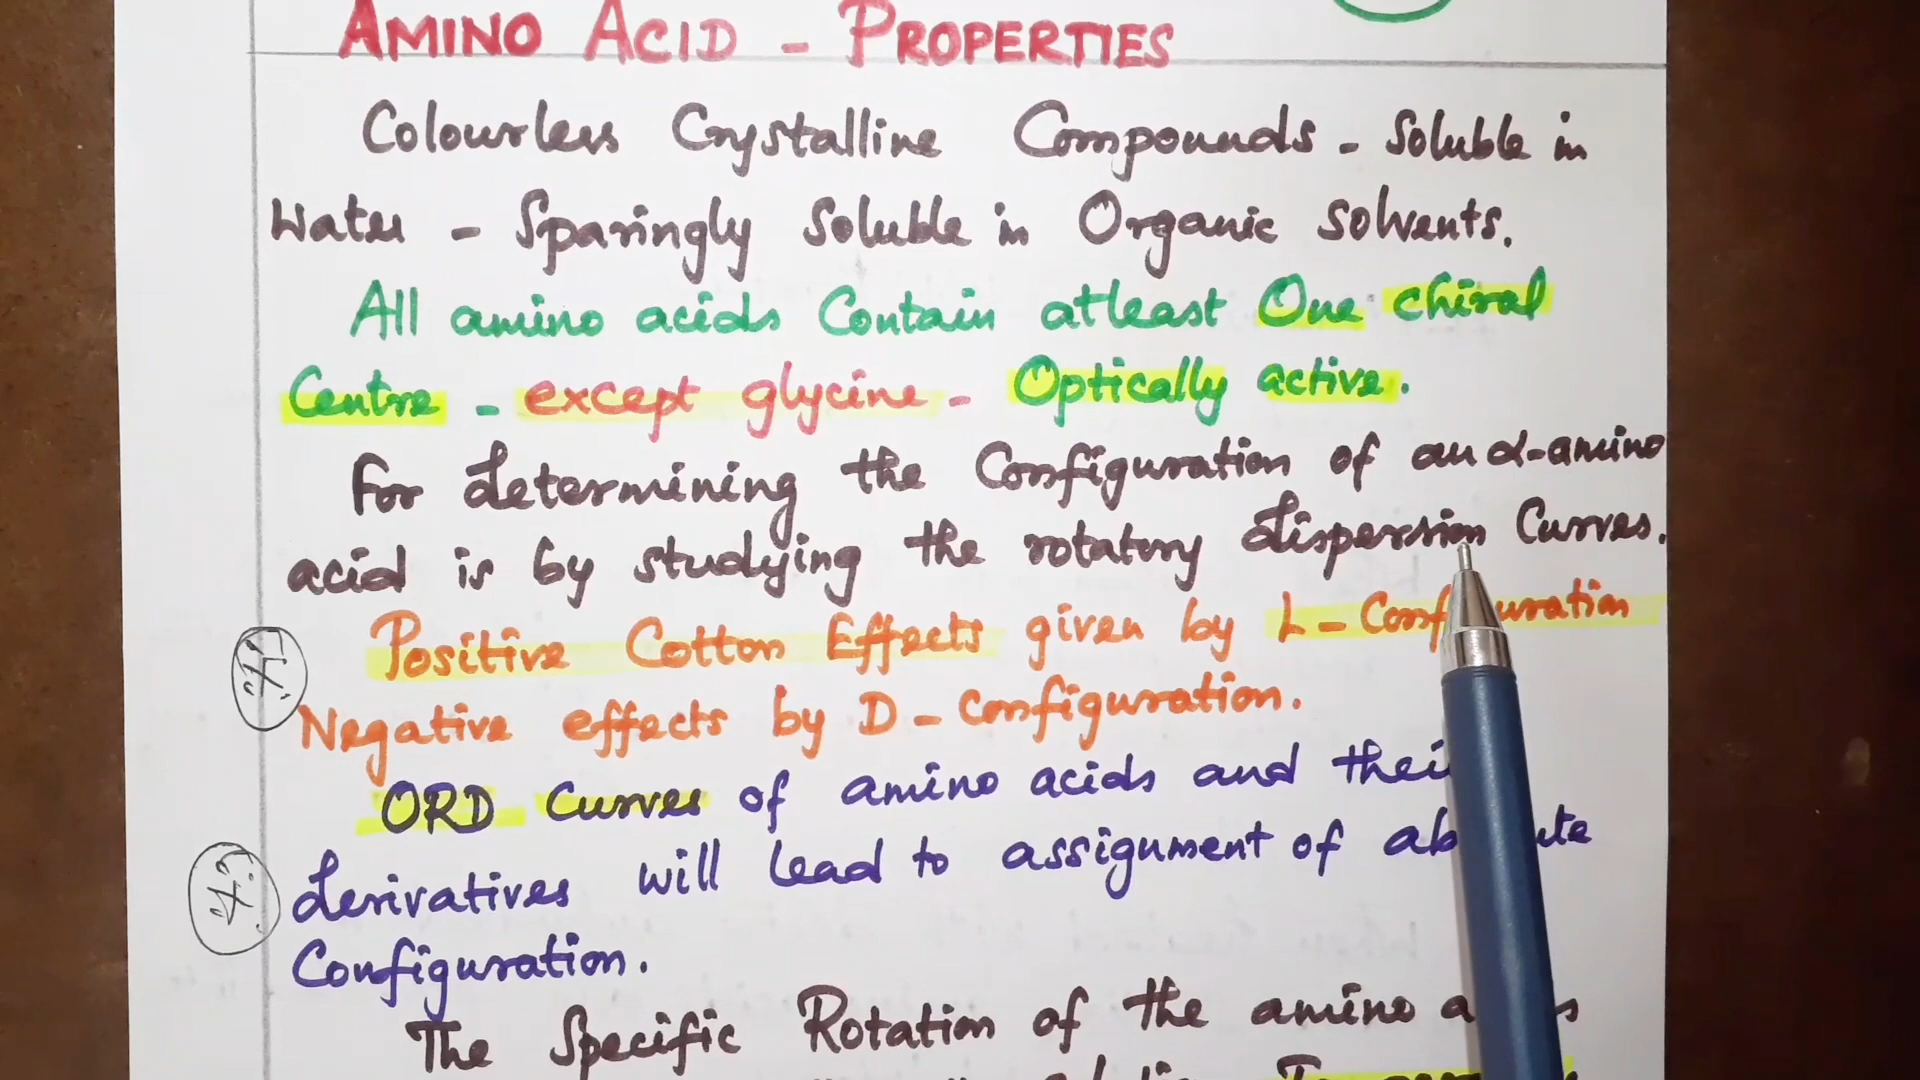 AMINO ACID - PROPERTIES
Colourless Crystalline Compounds - Soluble in
Water - Sparingly Soluble in Organic Solvents.
All amino acids Contain atleast One chiral
Centre - except glycine - Optically active.
For determining the Configuration of an α-amino
acid is by studying the rotatory dispersion Curves.
Positive Cotton Effects given by L - Configuration
Negative effects by D - Configuration.
ORD Curves of amino acids and their
derivatives will lead to assignment of
Configuration.
The Specific Rotation of the amino